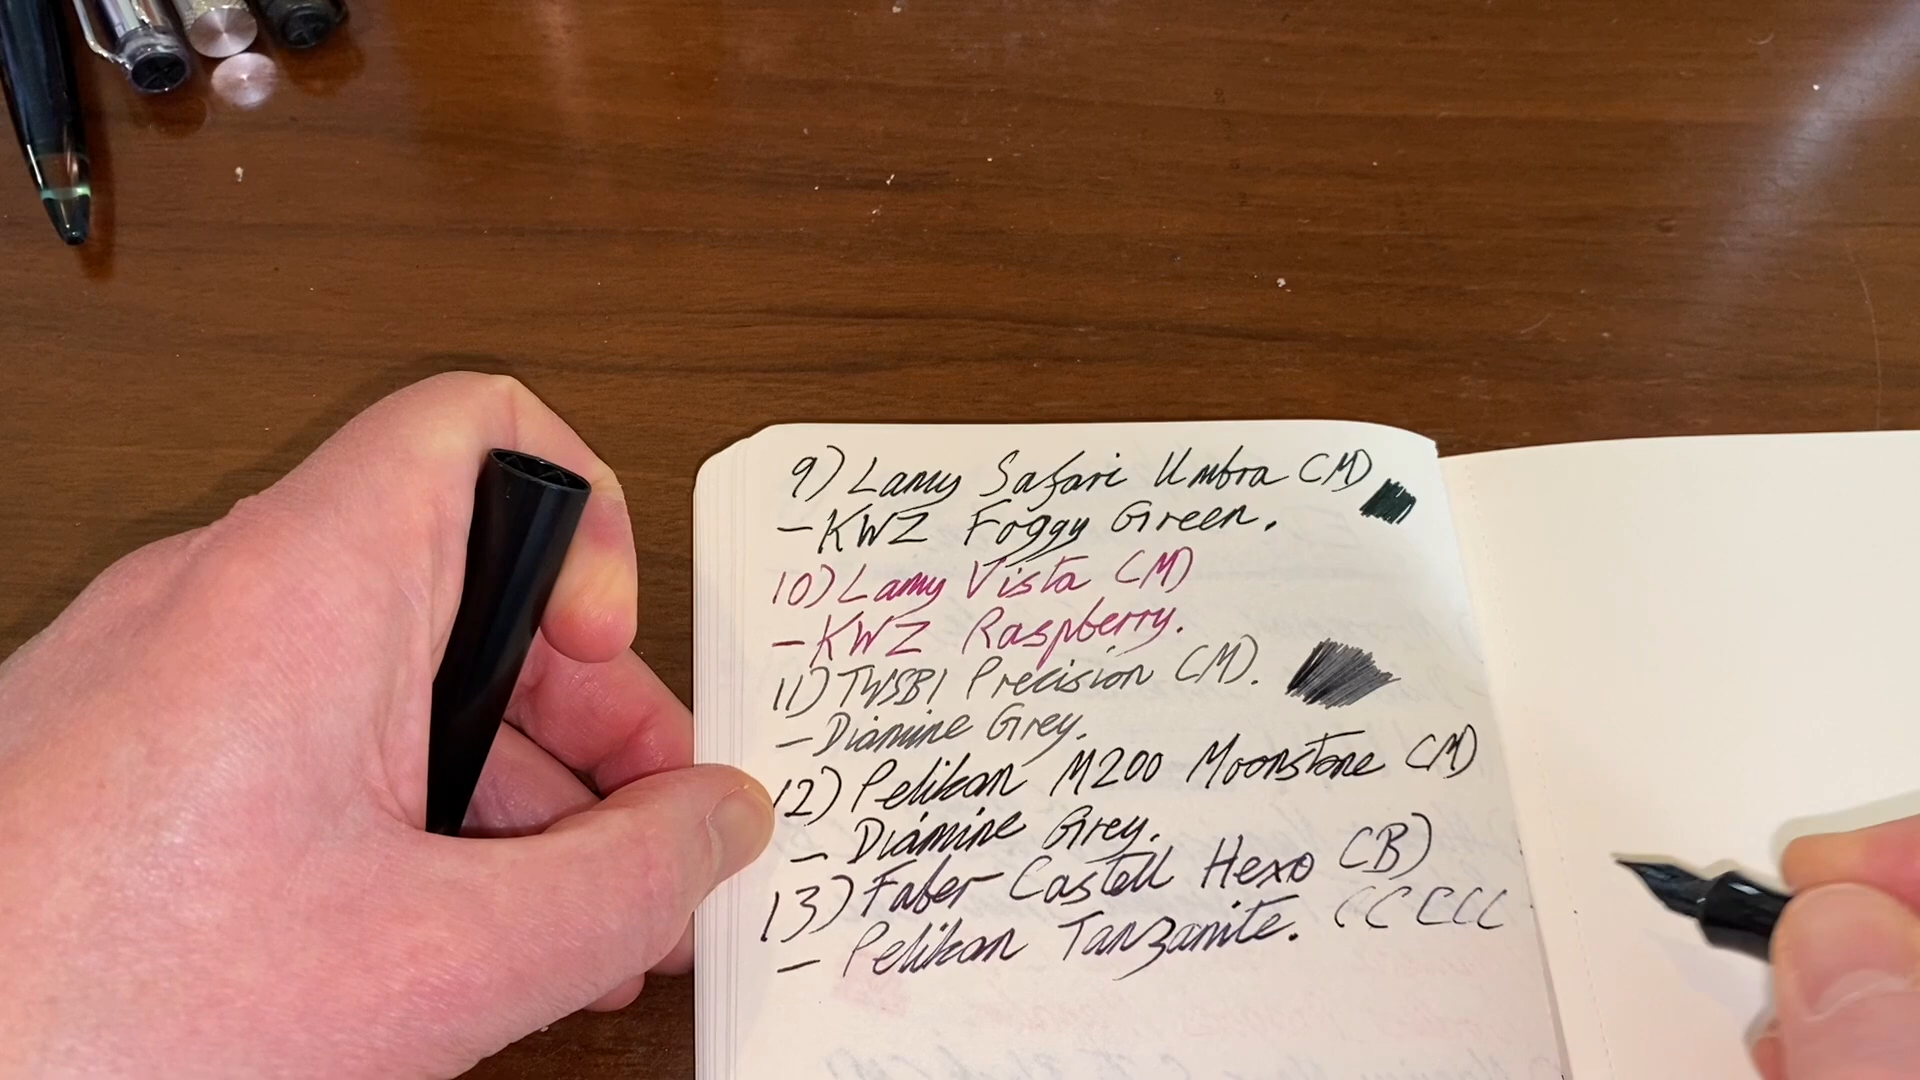 9) Lamy Safari Umbra (M)
- KWZ Foggy Green.
10) Lamy Vista (M)
- KWZ Raspberry.
11) TWSBI Precision (M).
- Diamine Grey.
12) Pelikan M200 Moonstone (M)
- Diamine Grey.
13) Faber Castell Hexo (B)
- Pelikan Tanzanite. CCCCC